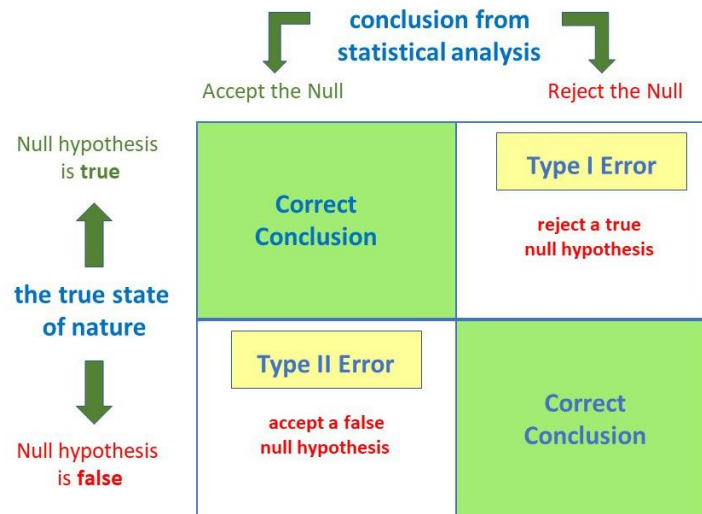 conclusion from
statistical analysis
Accept the Null
Reject the Null
Null hypothesis
is true
Type I Error
Correct
Conclusion
reject a true
null hypothesis
the true state
of nature
Type II Error
Correct
Conclusion
accept a false
null hypothesis
Null hypothesis
is false